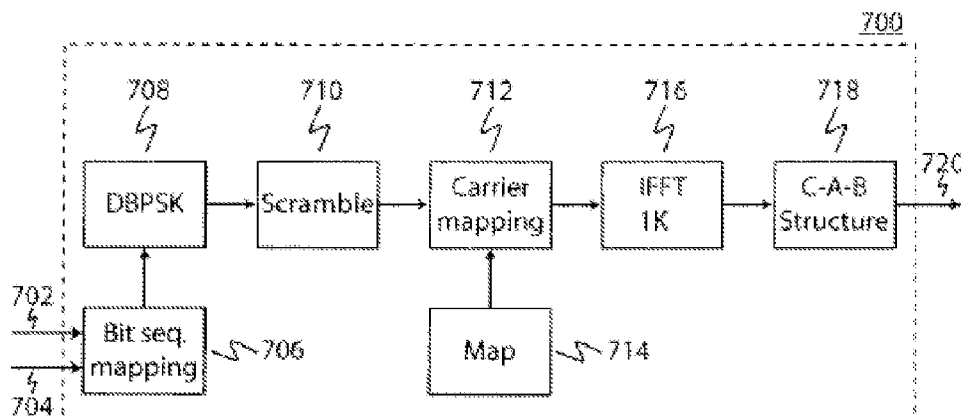 700
708
710
712
716
718
720
DBPSK
Scramble
Carrier
mapping
IFFT
1K
C-A-B
Structure
702
Bit seq.
mapping
706
Map
714
704